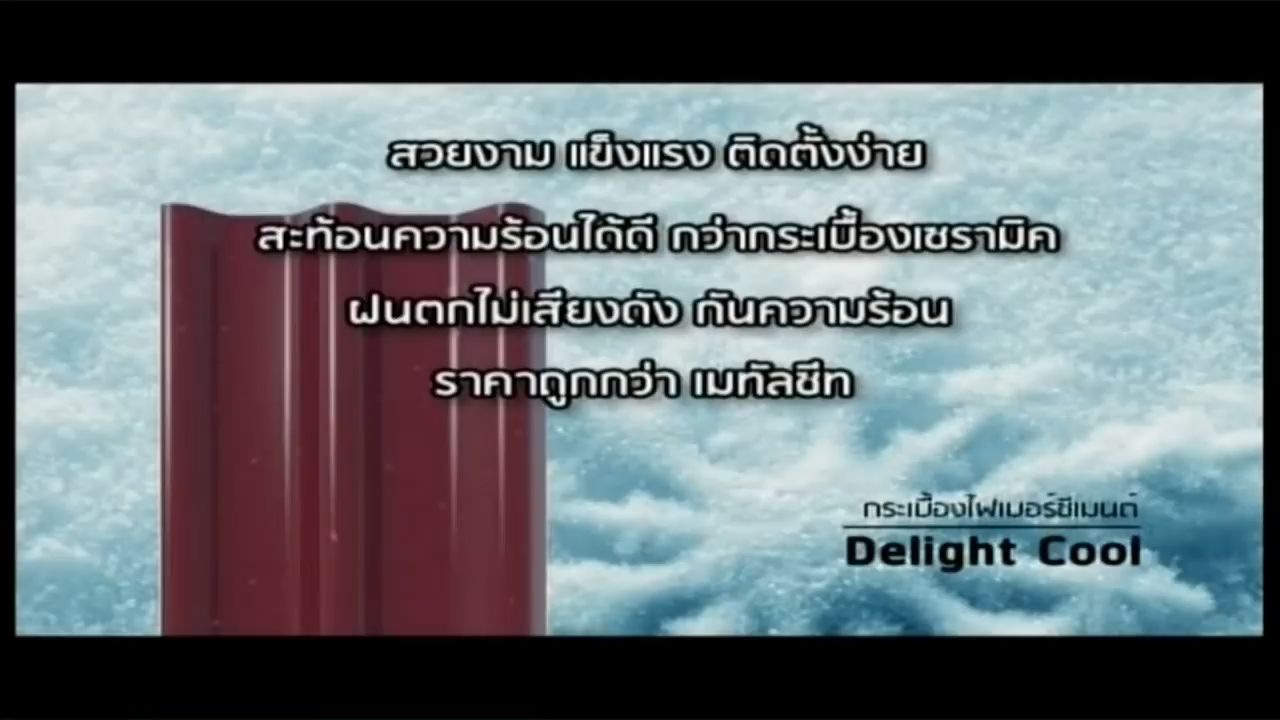 สวยงาม แข็งแรง ติดตั้งง่าย
สะท้อนความร้อนได้ดี กว่ากระเบื้องเซรามิค
ฝนตกไม่เสียงดัง กันความร้อน
ราคาถูกกว่า เมทัลชีท
กระเบื้องไฟเบอร์ซีเมนต์
Delight Cool